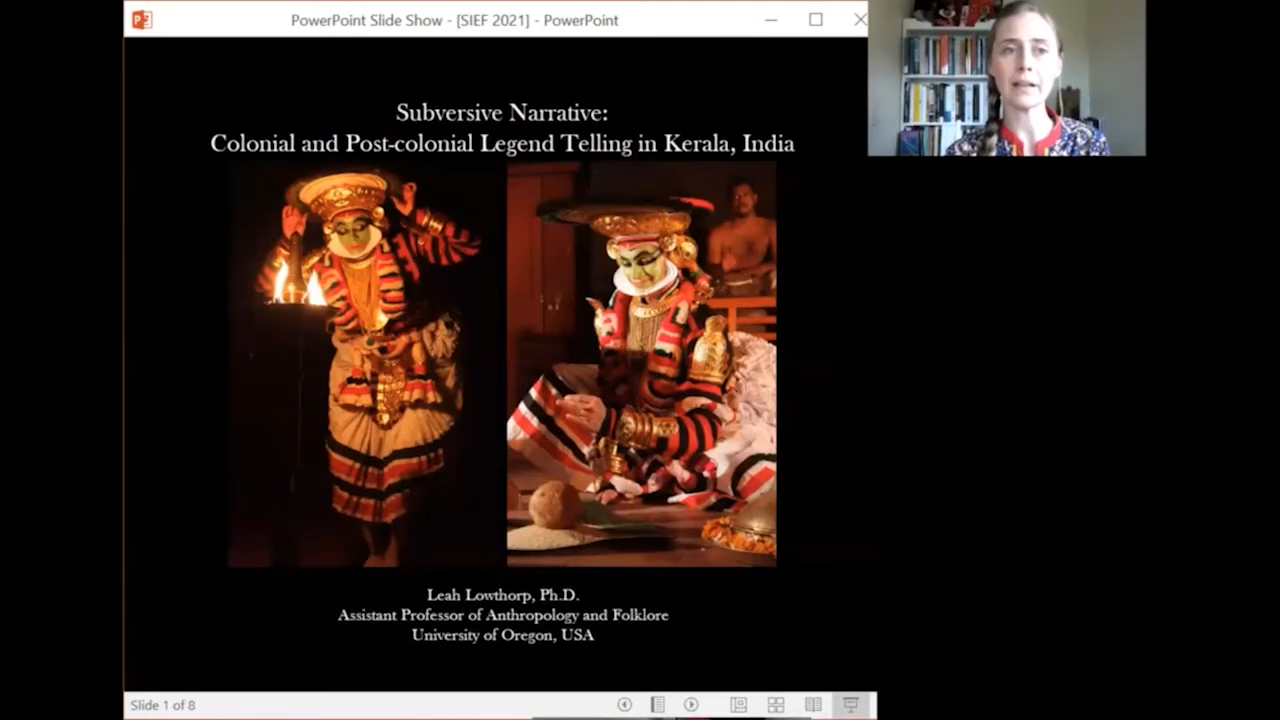 PowerPoint Slide Show - [SIEF 2021] - PowerPoint
Subversive Narrative:
Colonial and Post-colonial Legend Telling in Kerala, India
Leah Lowthorp, Ph.D.
Assistant Professor of Anthropology and Folklore
University of Oregon, USA
Slide 1 of 8